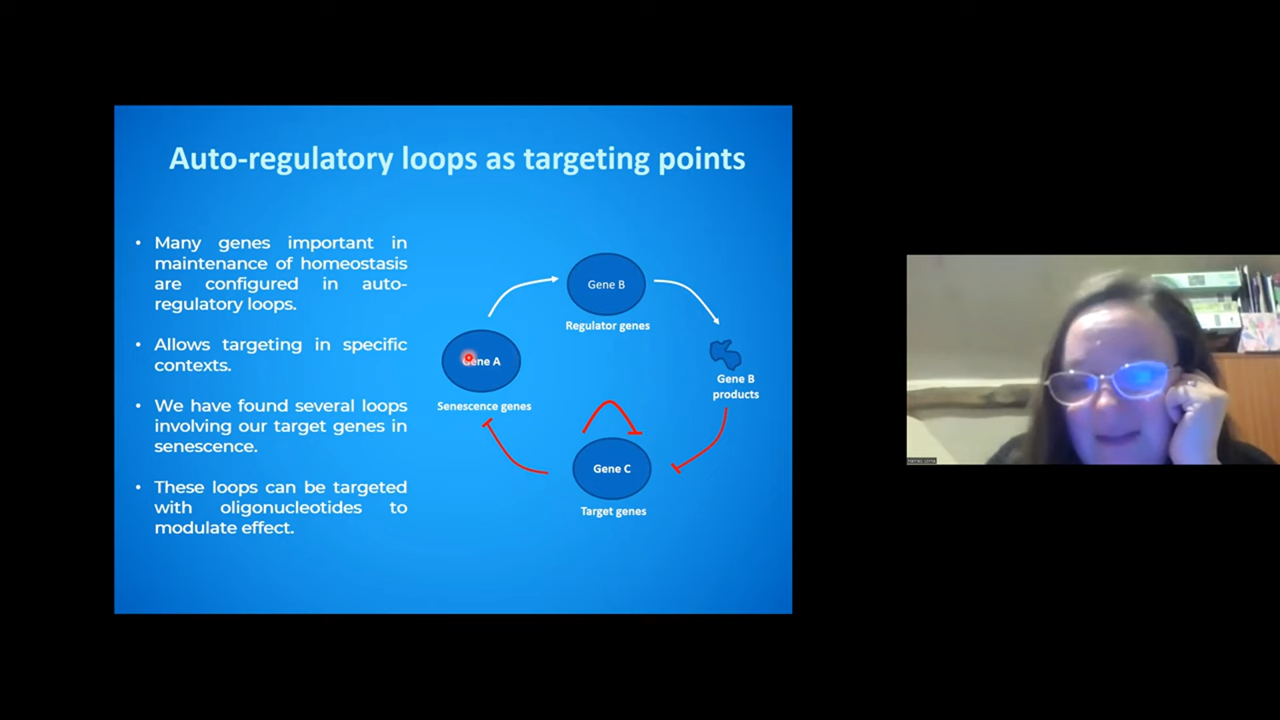 Auto-regulatory loops as targeting points
• Many genes important in
maintenance of homeostasis
are configured in auto-
regulatory loops.
• Allows targeting in specific
contexts.
• We have found several loops
involving our target genes in
senescence.
• These loops can be targeted
with oligonucleotides to
modulate effect.
Gene B
Regulator genes
Gene A
Senescence genes
Gene B
products
Gene C
Target genes